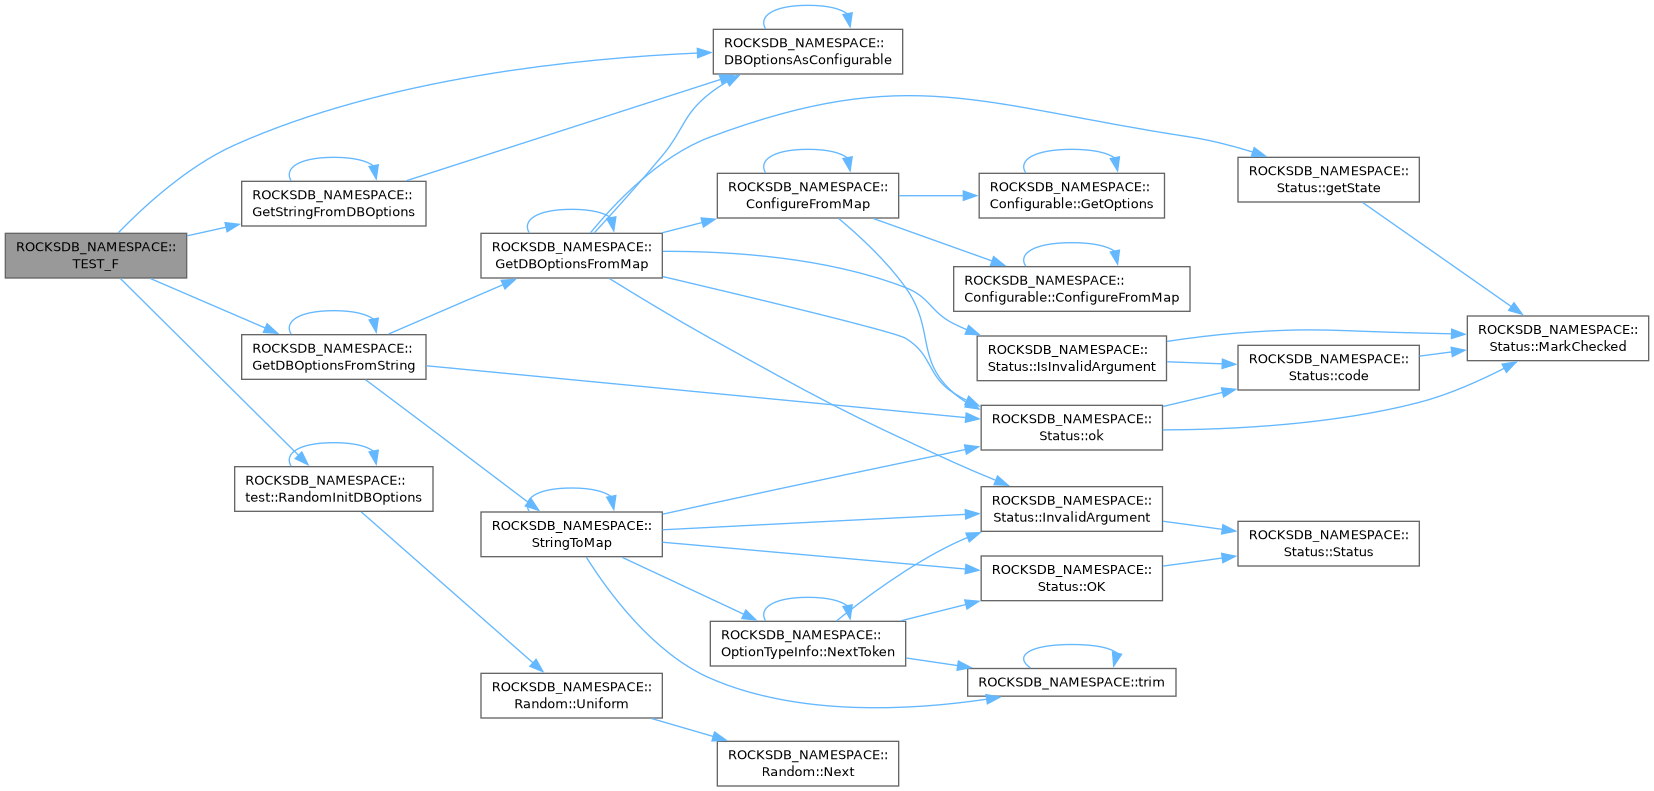 ROCKSDB_NAMESPACE::
TEST_F
ROCKSDB_NAMESPACE::
DBOptionsAsConfigurable
ROCKSDB_NAMESPACE::
GetStringFromDBOptions
ROCKSDB_NAMESPACE::
GetDBOptionsFromString
ROCKSDB_NAMESPACE::
test::RandomInitDBOptions
ROCKSDB_NAMESPACE::
GetDBOptionsFromMap
ROCKSDB_NAMESPACE::
StringToMap
ROCKSDB_NAMESPACE::
Random::Uniform
ROCKSDB_NAMESPACE::
ConfigureFromMap
ROCKSDB_NAMESPACE::
OptionTypeInfo::NextToken
ROCKSDB_NAMESPACE::
Random::Next
ROCKSDB_NAMESPACE::
Configurable::GetOptions
ROCKSDB_NAMESPACE::
Configurable::ConfigureFromMap
ROCKSDB_NAMESPACE::
Status::IsInvalidArgument
ROCKSDB_NAMESPACE::
Status::ok
ROCKSDB_NAMESPACE::
Status::InvalidArgument
ROCKSDB_NAMESPACE::
Status::OK
ROCKSDB_NAMESPACE::trim
ROCKSDB_NAMESPACE::
Status::getState
ROCKSDB_NAMESPACE::
Status::code
ROCKSDB_NAMESPACE::
Status::Status
ROCKSDB_NAMESPACE::
Status::MarkChecked